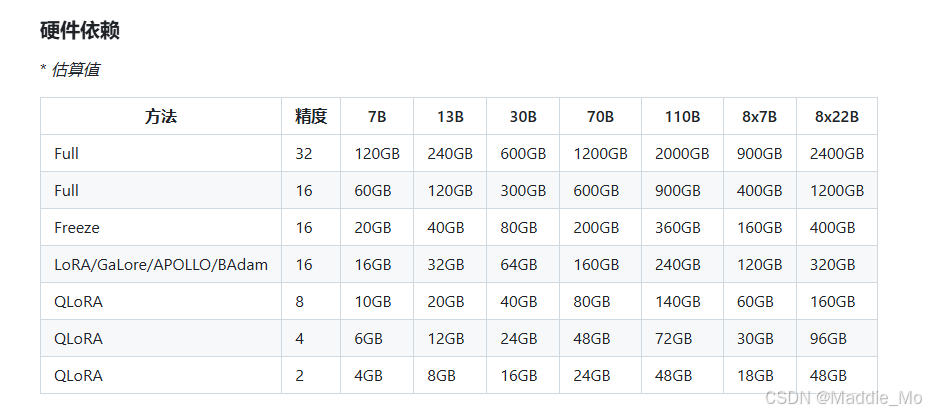 硬件依赖
* 估算值
方法 精度 7B 13B 30B 70B 110B 8x7B 8x22B
Full 32 120GB 240GB 600GB 1200GB 2000GB 900GB 2400GB
Full 16 60GB 120GB 300GB 600GB 900GB 400GB 1200GB
Freeze 16 20GB 40GB 80GB 200GB 360GB 160GB 400GB
LoRA/GaLore/APOLLO/BAdam 16 16GB 32GB 64GB 160GB 240GB 120GB 320GB
QLoRA 8 10GB 20GB 40GB 80GB 140GB 60GB 160GB
QLoRA 4 6GB 12GB 24GB 48GB 72GB 30GB 96GB
QLoRA 2 4GB 8GB 16GB 24GB 48GB 18GB 48GB
CSDN @Maddie_Mo